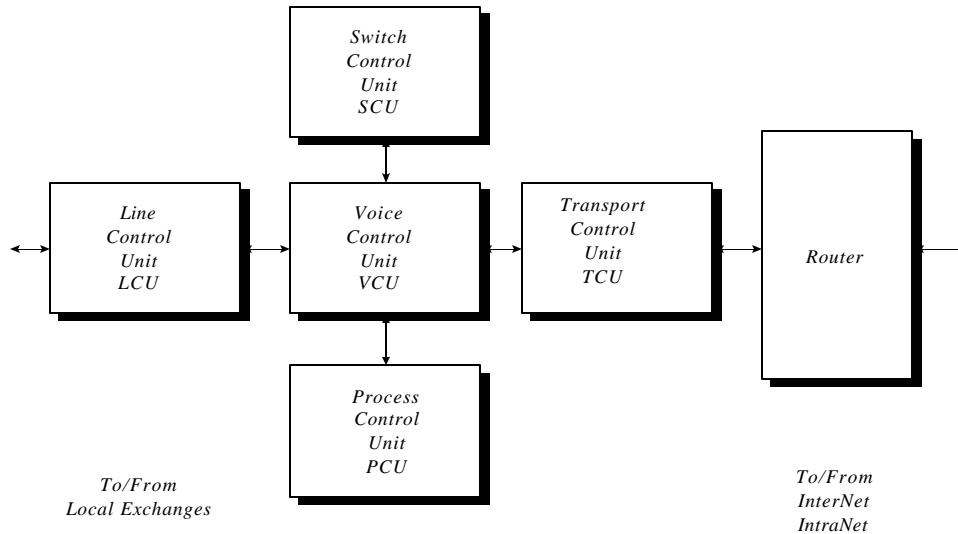 Switch
Control
Unit
SCU
Line
Control
Unit
LCU
Voice
Control
Unit
VCU
Transport
Control
Unit
TCU
Router
Process
Control
Unit
PCU
To/From
Local Exchanges
To/From
InterNet
IntraNet